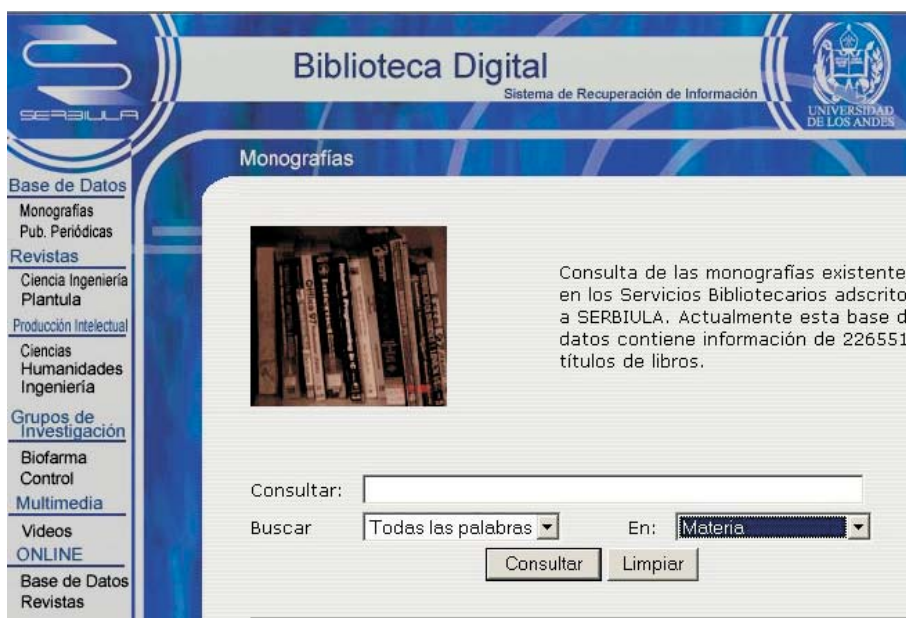 Biblioteca Digital
Sistema de Recuperación de Información
SERBIULA
UNIVERSIDAD
DE LOS ANDES
Monografías
Base de Datos
Monografías
Pub. Periódicas
Revistas
Ciencia Ingeniería
Plantula
Producción Intelectual
Ciencias
Humanidades
Ingeniería
Grupos de
Investigación
Biofarma
Control
Multimedia
Videos
ONLINE
Base de Datos
Revistas
Consulta de las monografías existente
en los Servicios Bibliotecarios adscrito
a SERBIULA. Actualmente esta base d
datos contiene información de 226551
títulos de libros.
Consultar:
Buscar Todas las palabras En: Materia
Consultar Limpiar